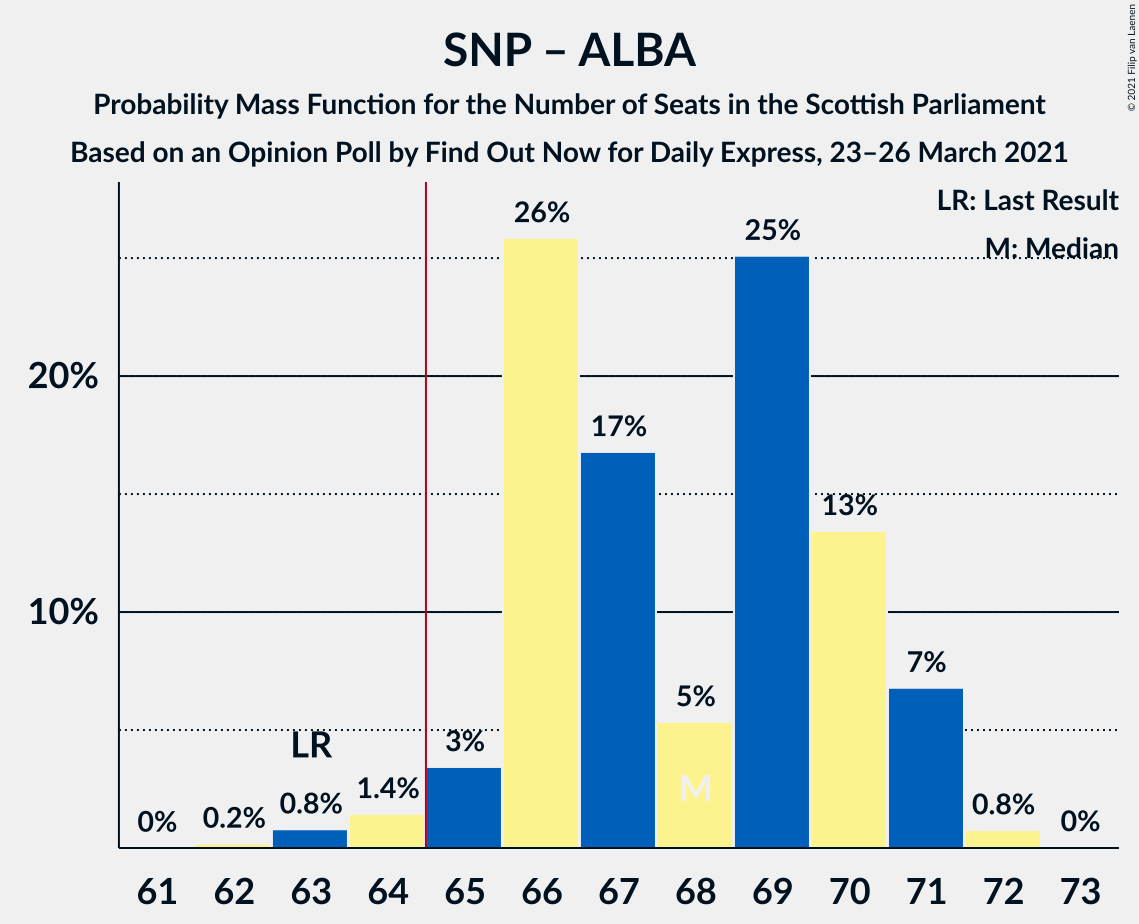 SNP – ALBA
Probability Mass Function for the Number of Seats in the Scottish Parliament
Based on an Opinion Poll by Find Out Now for Daily Express, 23–26 March 2021
© 2021 Filip van Laenen
LR: Last Result
M: Median
26%
25%
20%
17%
13%
10%
7%
5%
LR
3%
M
1.4%
0.8%
0.8%
0.2%
0%
0%
61 62 63 64 65 66 67 68 69 70 71 72 73